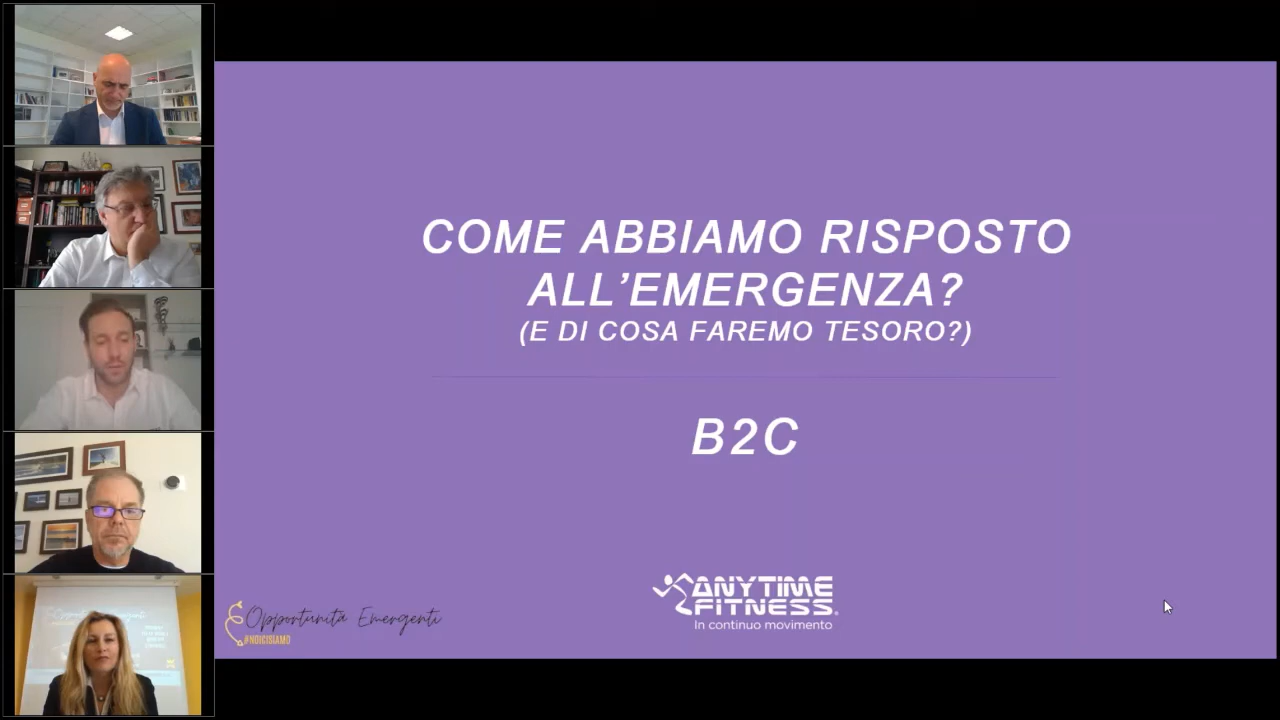 COME ABBIAMO RISPOSTO
ALL'EMERGENZA?
(E DI COSA FAREMO TESORO?)
B2C
ANYTIME
FITNESS®
In continuo movimento
Opportunità Emergenti
#NOICISIAMO